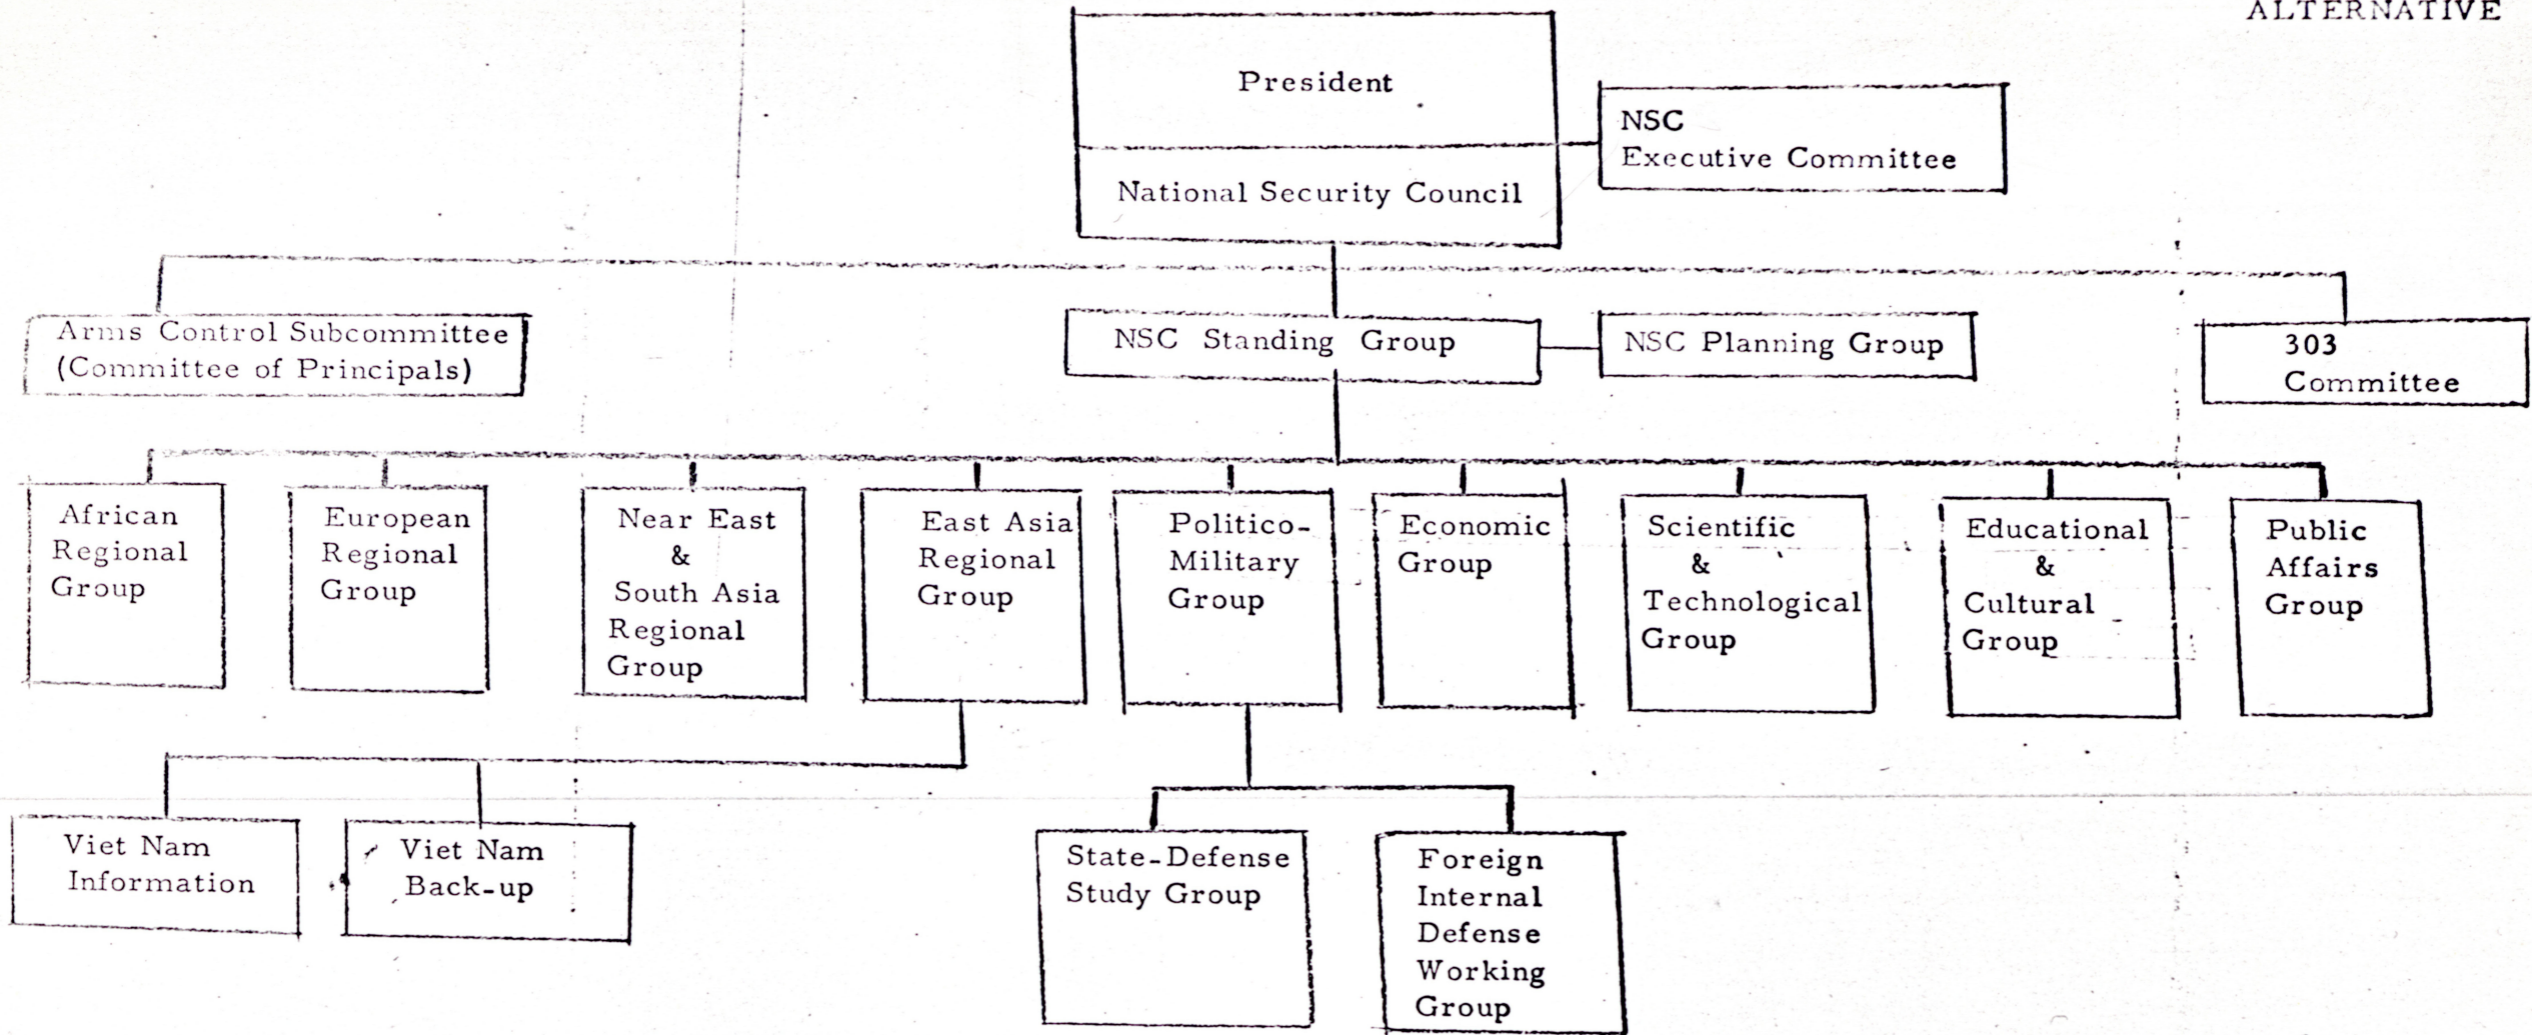 ALTERNATIVE
President
NSC
Executive Committee
National Security Council
Arms Control Subcommittee
(Committee of Principals)
NSC Standing Group
NSC Planning Group
303
Committee
African
Regional
Group
European
Regional
Group
Near East
&
South Asia
Regional
Group
East Asia
Regional
Group
Politico-
Military
Group
Economic
Group
Scientific
&
Technological
Group
Educational
&
Cultural
Group
Public
Affairs
Group
Viet Nam
Information
Viet Nam
Back-up
State-Defense
Study Group
Foreign
Internal
Defense
Working
Group